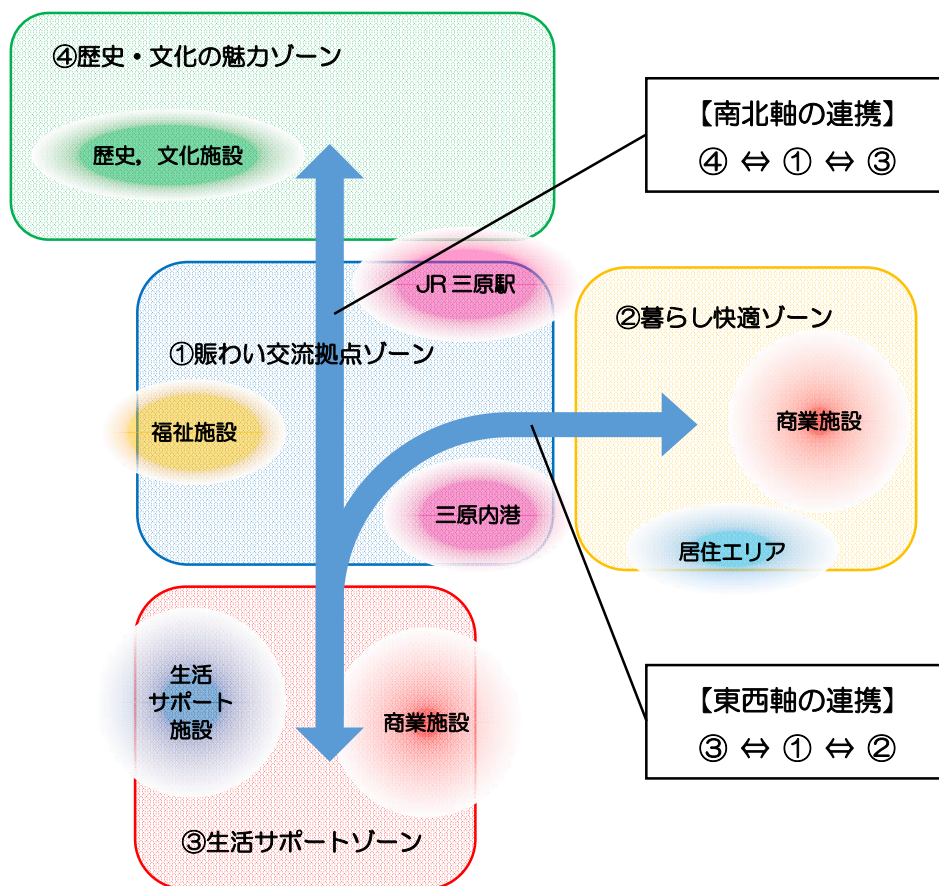 ④歴史・文化の魅力ゾーン
歴史，文化施設
【南北軸の連携】
④ ⇔ ① ⇔ ③
JR三原駅
①賑わい交流拠点ゾーン
福祉施設
三原内港
②暮らし快適ゾーン
商業施設
居住エリア
生活
サポート
施設
商業施設
③生活サポートゾーン
【東西軸の連携】
③ ⇔ ① ⇔ ②